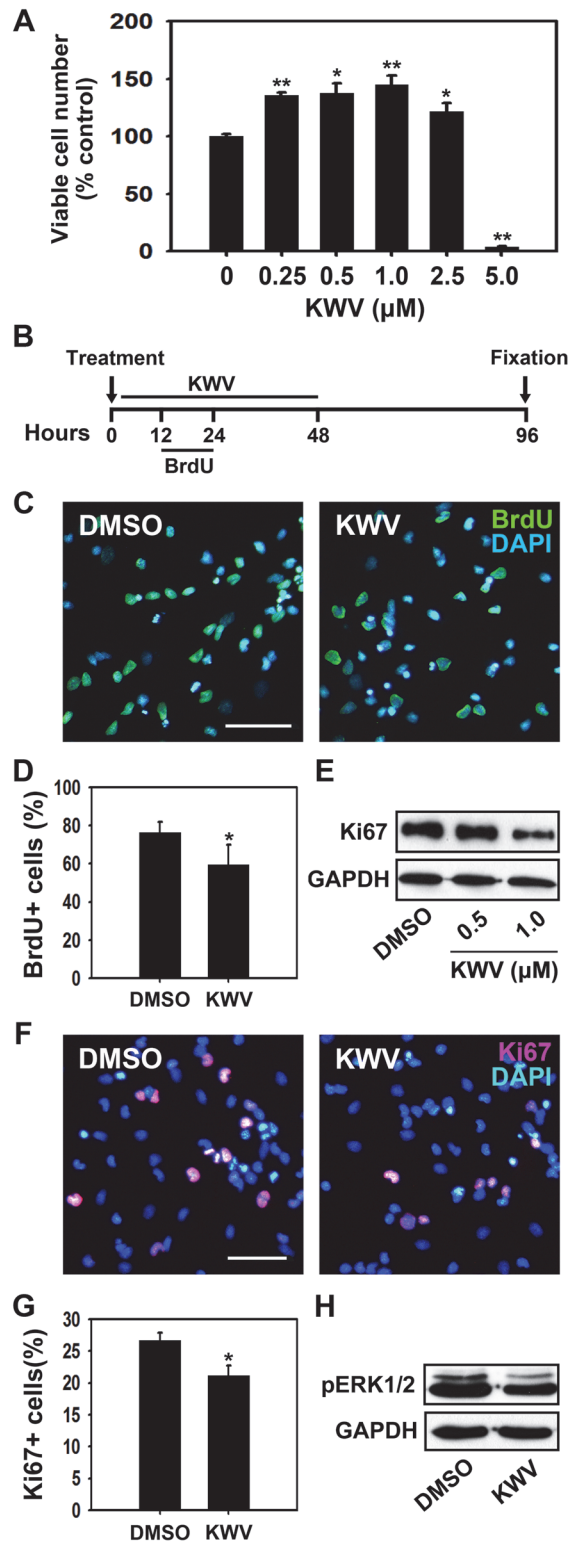 A
200
150
100
50
0
Viable cell number
(% control)
**
*
**
*
**
0 0.25 0.5 1.0 2.5 5.0
KWV (µM)
B
Treatment
Fixation
KWV
Hours
0 12 24 48 96
BrdU
C
DMSO
KWV
BrdU
DAPI
D
100
80
60
40
20
0
BrdU+ cells (%)
*
DMSO KWV
E
Ki67
GAPDH
DMSO
0.5
1.0
KWV (µM)
F
DMSO
KWV
Ki67
DAPI
G
30
25
20
15
10
5
0
Ki67+ cells(%)
*
DMSO KWV
H
pERK1/2
GAPDH
DMSO
KWV